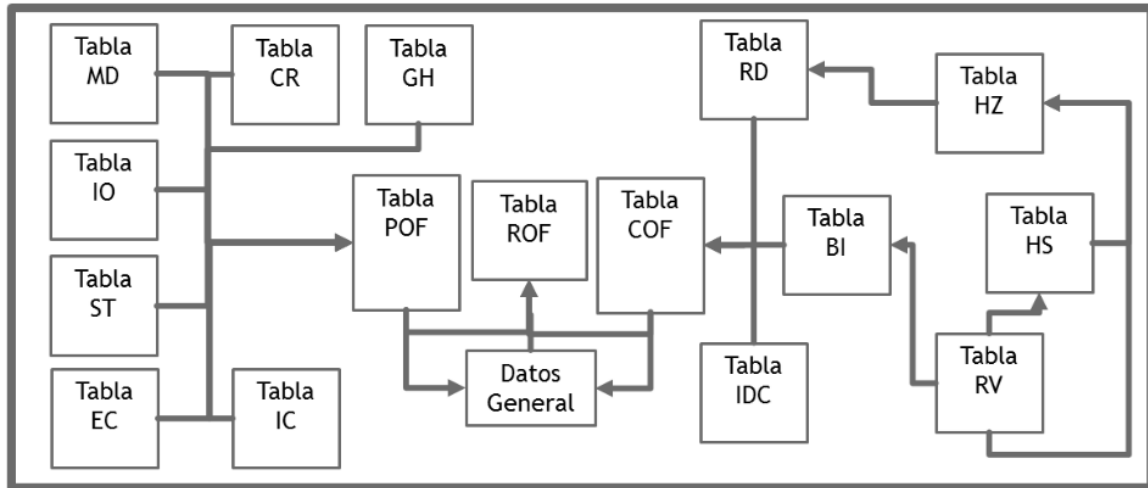 Tabla
MD
Tabla
CR
Tabla
GH
Tabla
RD
Tabla
HZ
Tabla
IO
Tabla
POF
Tabla
ROF
Tabla
COF
Tabla
BI
Tabla
HS
Tabla
ST
Tabla
EC
Tabla
IC
Datos
General
Tabla
IDC
Tabla
RV